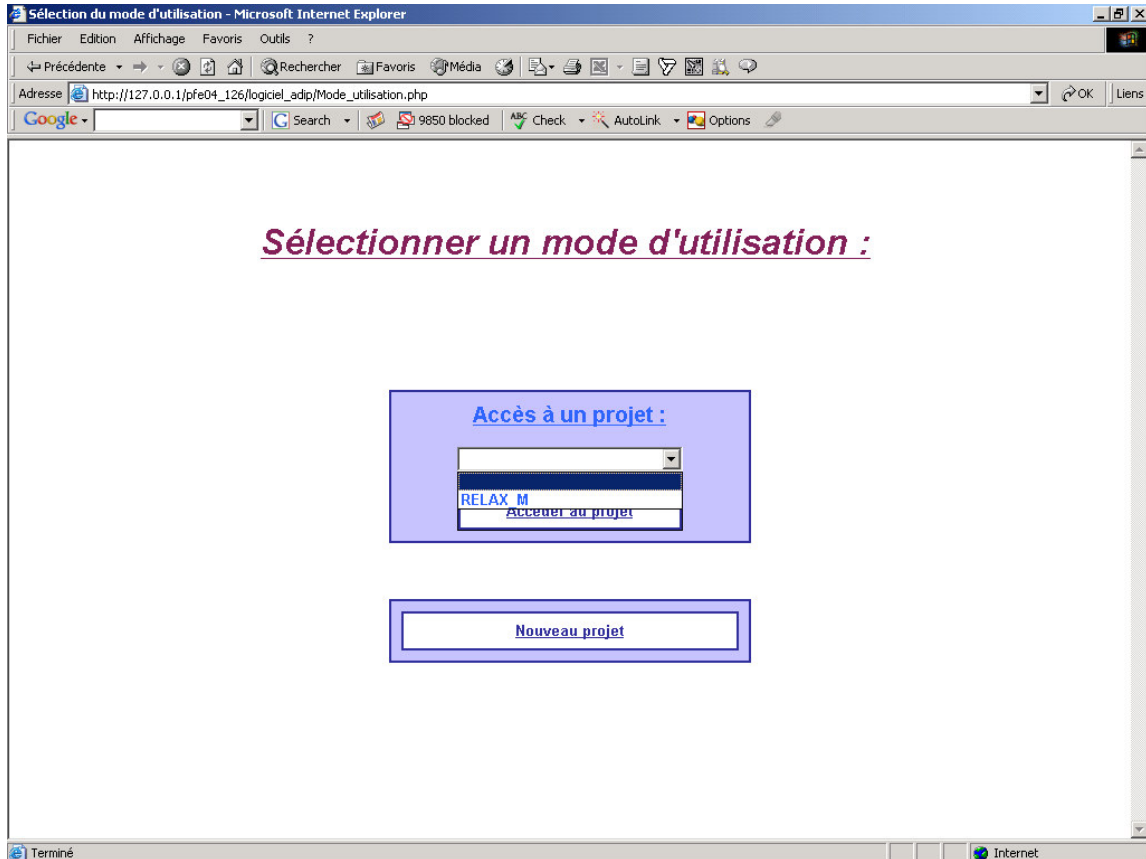 Sélection du mode d'utilisation - Microsoft Internet Explorer
Fichier Edition Affichage Favoris Outils ?
Précédente Rechercher Favoris Média
Adresse http://127.0.0.1/pfe04_126/logiciel_adip/Mode_utilisation.php OK Liens
Google Search 9850 blocked ABC Check AutoLink Options
Sélectionner un mode d'utilisation :
Accès à un projet :
RELAX_M
Accéder au projet
Nouveau projet
Terminé Internet